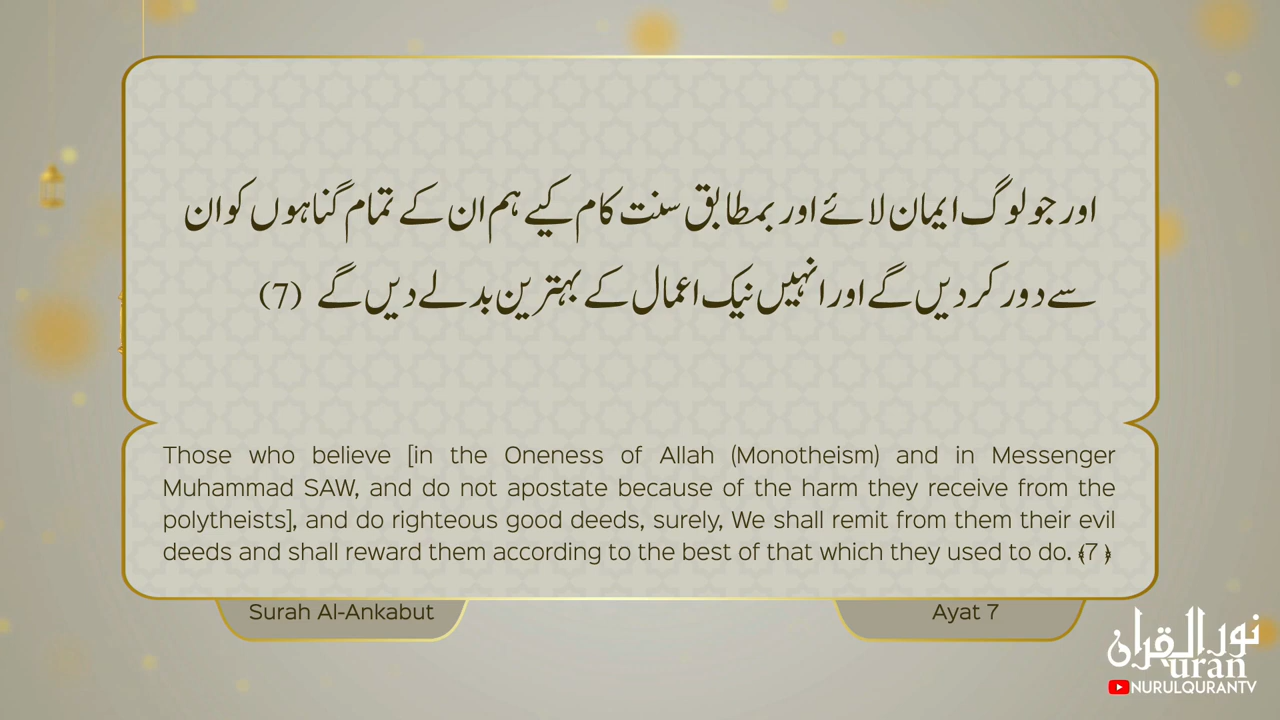 اور جو لوگ ایمان لائے اور بمطابق سنت کام کیے ہم ان کے تمام گناہوں کو ان
سے دور کر دیں گے اور انہیں نیک اعمال کے بہترین بدلے دیں گے (7)
Those who believe [in the Oneness of Allah (Monotheism) and in Messenger
Muhammad SAW, and do not apostate because of the harm they receive from the
polytheists], and do righteous good deeds, surely, We shall remit from them their evil
deeds and shall reward them according to the best of that which they used to do. ﴾7﴿
Surah Al-Ankabut
Ayat 7
نور القران
uran
NURULQURANTV